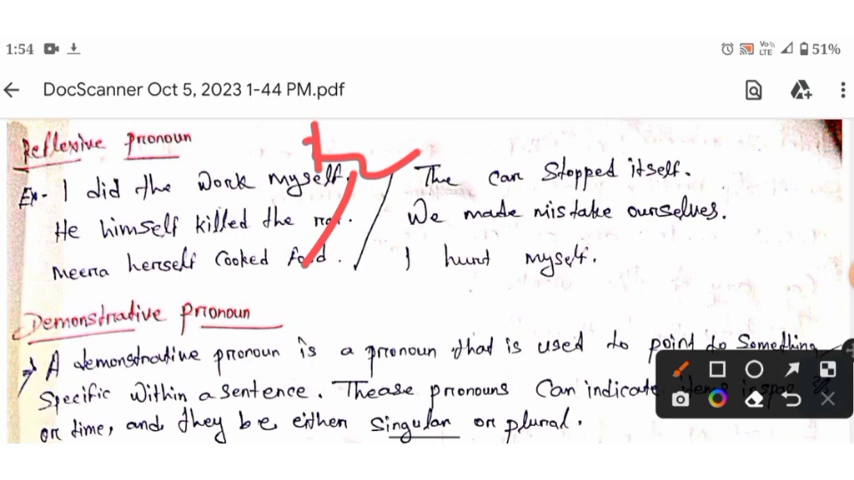 1:54 VoD LTE 51%
DocScanner Oct 5, 2023 1-44 PM.pdf
Reflexive pronoun
Ex- I did the work myself. / The car stopped itself.
He himself killed the / We made mistake ourselves.
Meena herself cooked food. / I hurt myself.
Demonstrative pronoun
→ A demonstrative pronoun is a pronoun that is used to point to something
specific within a sentence. Thease pronouns can indicate
or time, and they be either singular or plural.